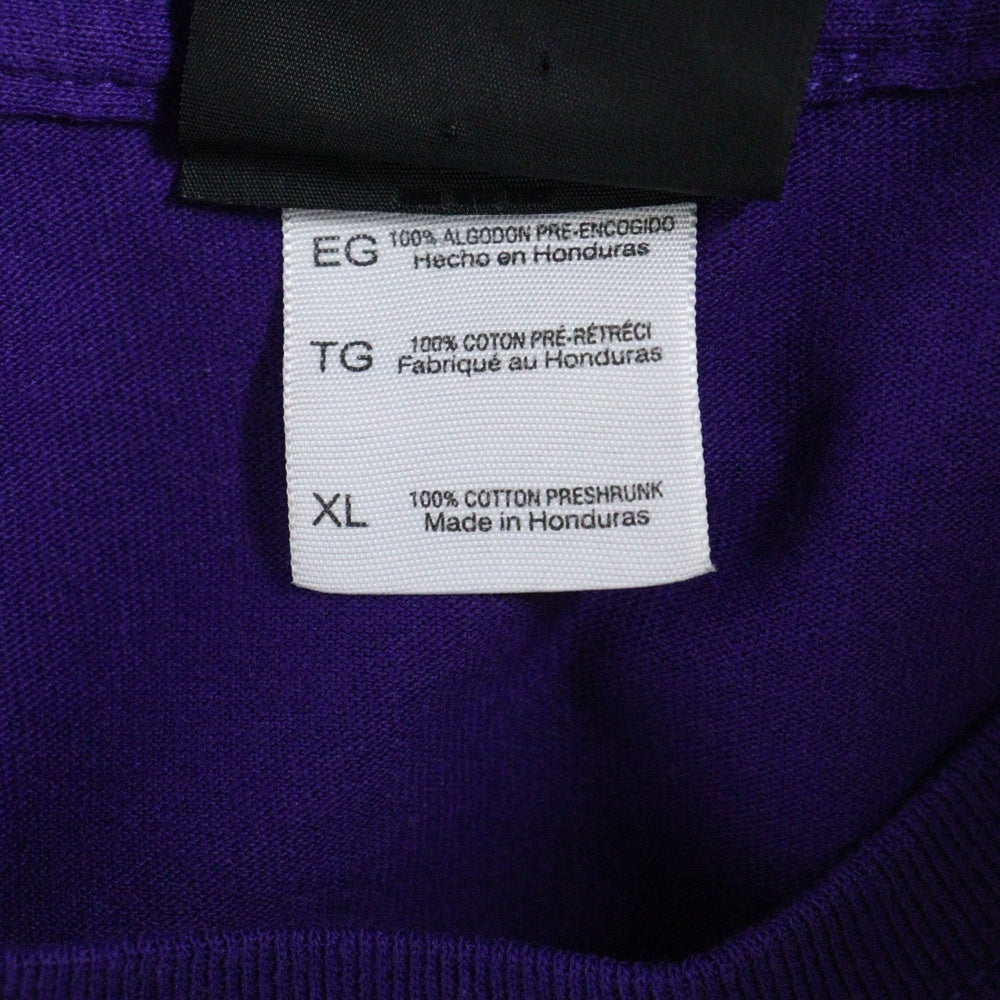 EG 100% ALGODON PRE-ENCOGIDO
Hecho en Honduras
TG 100% COTON PRÉ-RÉTRÉCI
Fabriqué au Honduras
XL 100% COTTON PRESHRUNK
Made in Honduras